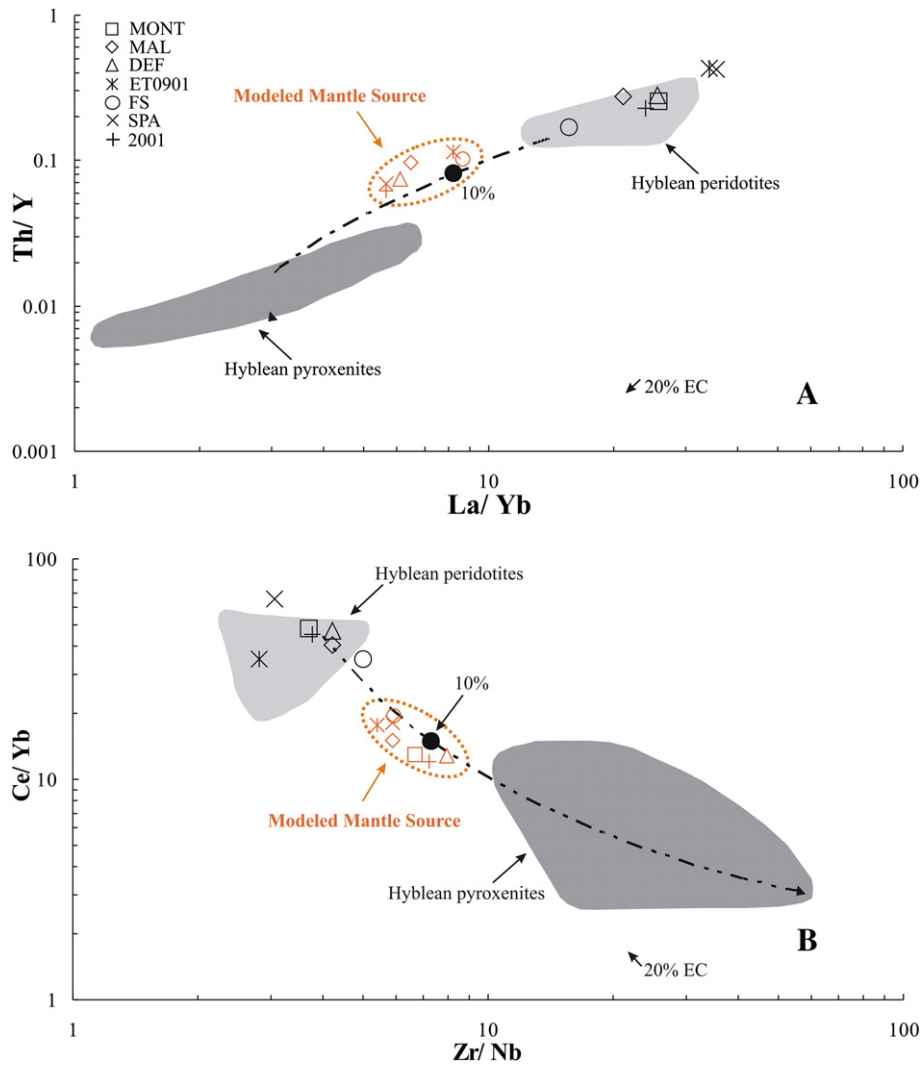 1
MONT
MAL
DEF
ET0901
FS
SPA
2001
Modeled Mantle Source
0.1
10%
Hyblean peridotites
Th/ Y
0.01
Hyblean pyroxenites
20% EC
A
0.001
1
10
100
La/ Yb
100
Hyblean peridotites
10%
Ce/ Yb
10
Modeled Mantle Source
Hyblean pyroxenites
B
20% EC
1
1
10
100
Zr/ Nb